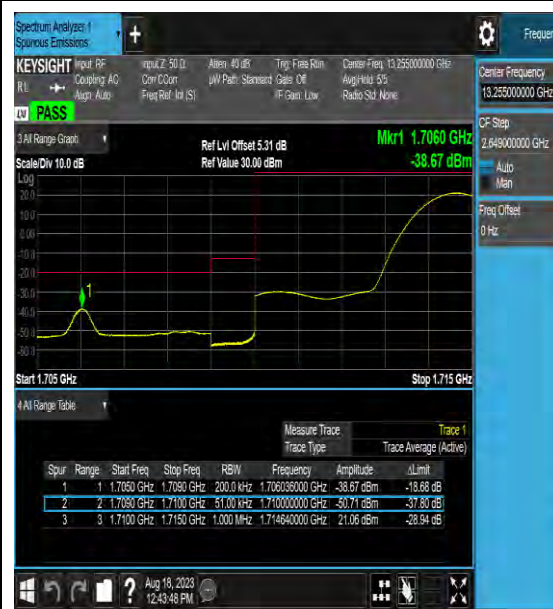 Spectrum Analyzer 1
Spurious Emissions
+
Frequen
KEYSIGHT Input: RF Input Z: 50 Ω Atten: 40 dB Trig: Free Run Center Freq: 13.255000000 GHz
Coupling: AC Corr CCorr µW Path: Standard Gate: Off Avg|Hold: 5/5
Align: Auto Freq Ref: Int (S) IF Gain: Low Radio Std: None
PASS
3 All Range Graph
Ref Lvl Offset 5.31 dB
Mkr1 1.7060 GHz
Scale/Div 10.0 dB
Ref Value 30.00 dBm
-38.67 dBm
Log
20.0
10.0
0.00
-10.0
-20.0
-30.0
-40.0
-50.0
-60.0
1
Start 1.705 GHz
Stop 1.715 GHz
4 All Range Table
Measure Trace Trace 1
Trace Type Trace Average (Active)
Spur Range Start Freq Stop Freq RBW Frequency Amplitude ΔLimit
1 1 1.7050 GHz 1.7090 GHz 200.0 kHz 1.706036000 GHz -38.67 dBm -18.68 dB
2 2 1.7090 GHz 1.7100 GHz 51.00 kHz 1.710000000 GHz -50.71 dBm -37.80 dB
3 3 1.7100 GHz 1.7150 GHz 1.000 MHz 1.714640000 GHz 21.06 dBm -28.94 dB
Center Frequency
13.255000000 GHz
CF Step
2.649000000 GHz
Auto
Man
Freq Offset
0 Hz
?
Aug 18, 2023
12:43:48 PM